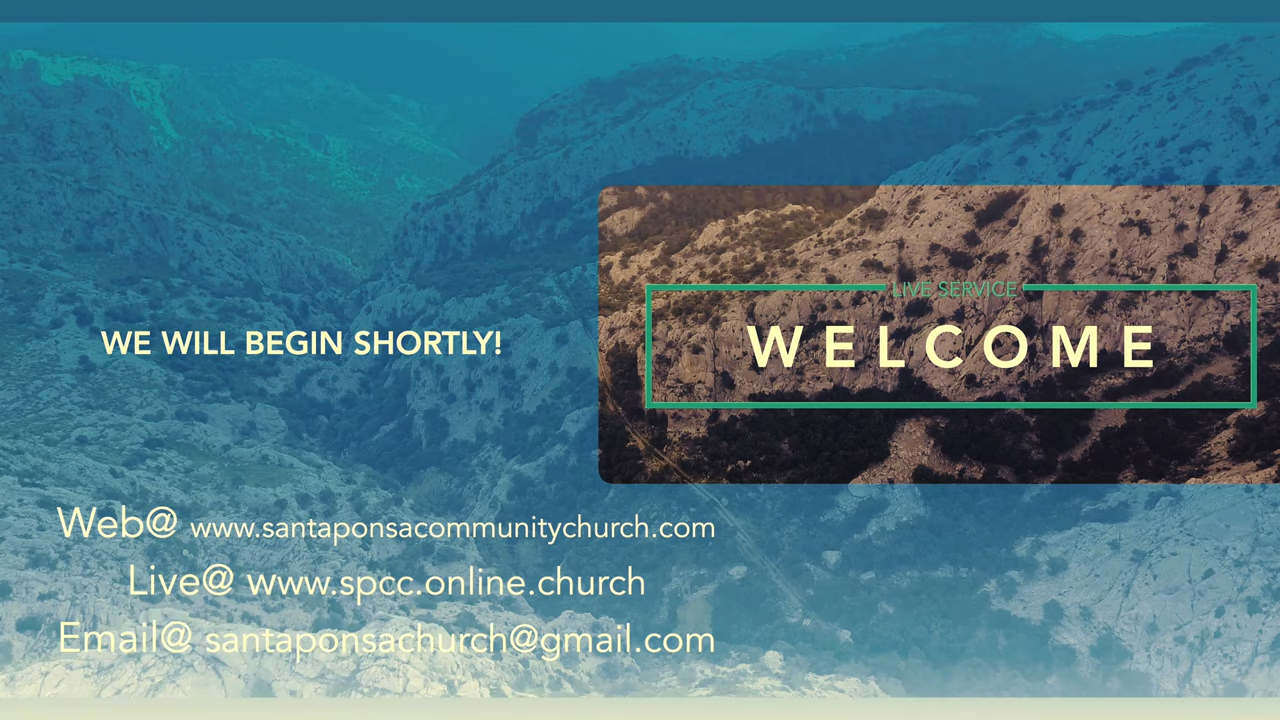 LIVE SERVICE
WELCOME
WE WILL BEGIN SHORTLY!
Web@ www.santaponsacommunitychurch.com
Live@ www.spcc.online.church
Email@ santaponsachurch@gmail.com